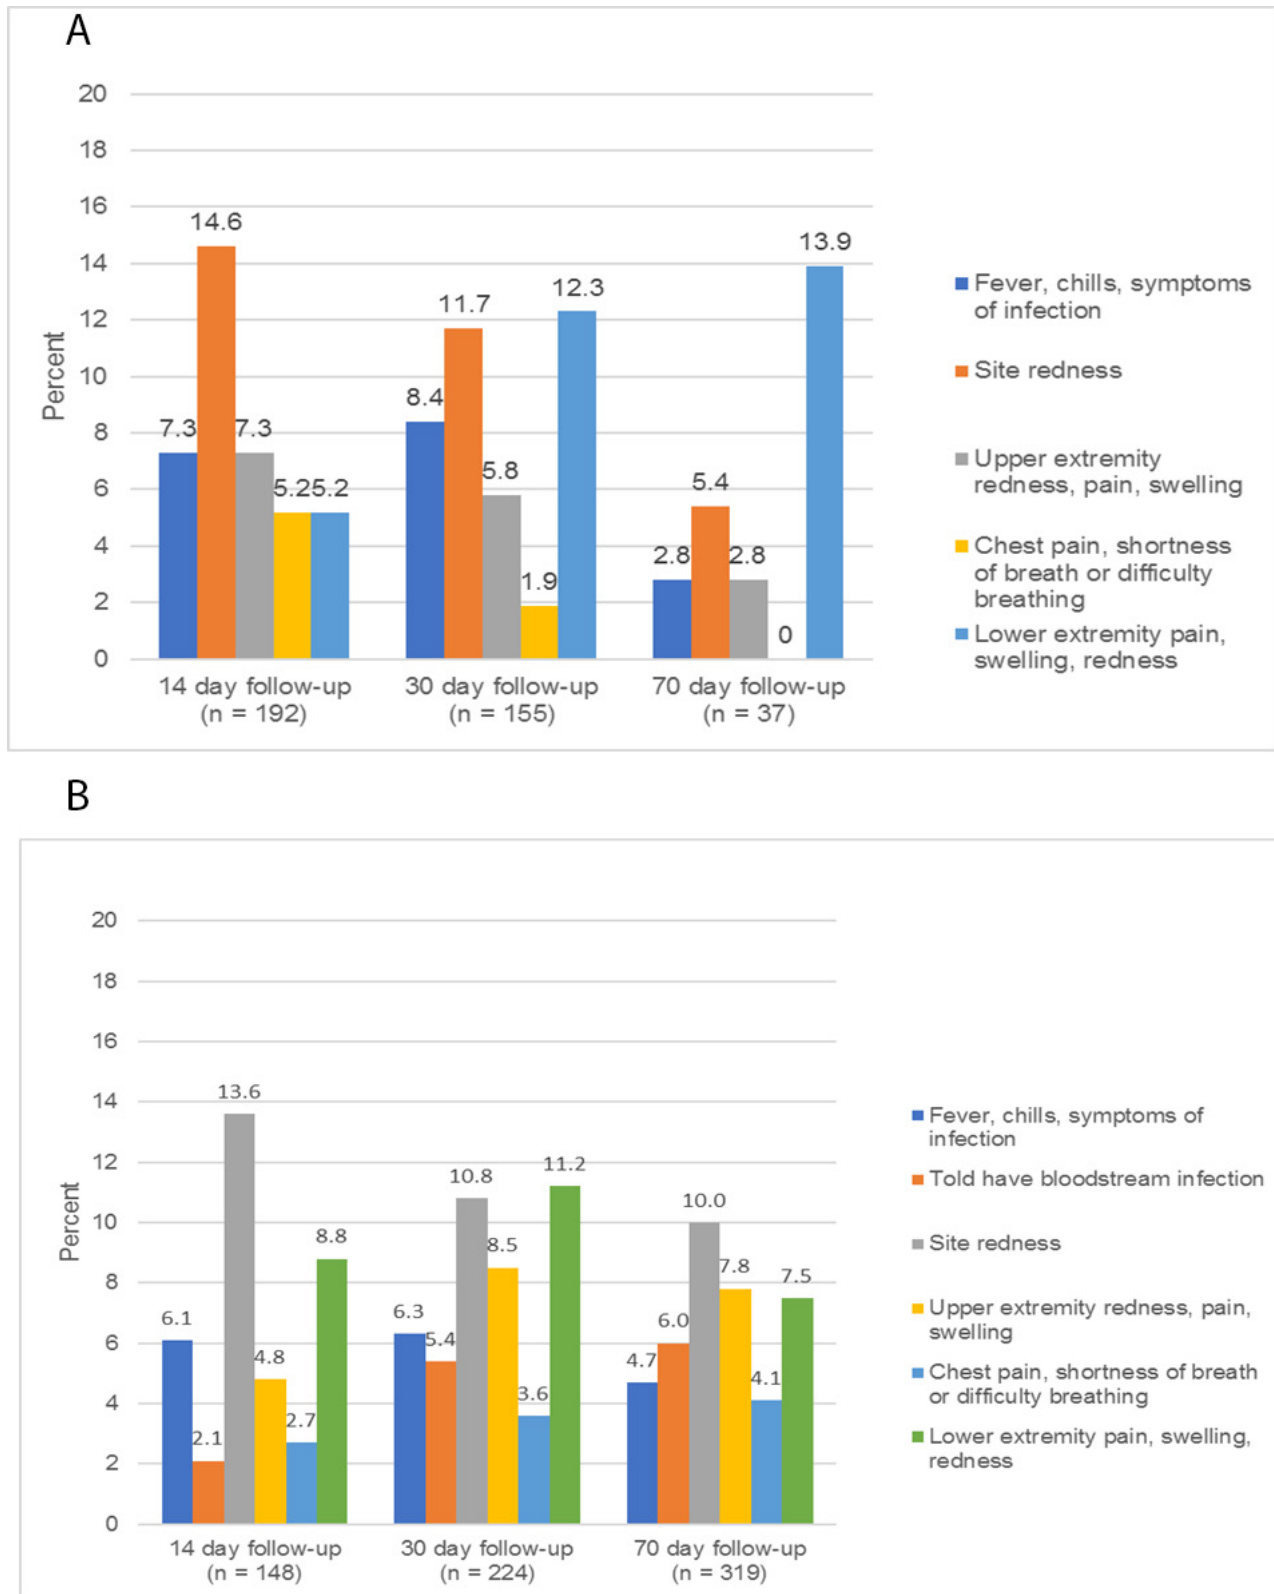 A
20
18
16
14
12
10
8
6
4
2
0
Percent
7.3
14.6
7.3
5.2
5.2
8.4
11.7
5.8
1.9
12.3
2.8
5.4
2.8
0
13.9
14 day follow-up
(n = 192)
30 day follow-up
(n = 155)
70 day follow-up
(n = 37)
Fever, chills, symptoms
of infection
Site redness
Upper extremity
redness, pain, swelling
Chest pain, shortness
of breath or difficulty
breathing
Lower extremity pain,
swelling, redness
B
20
18
16
14
12
10
8
6
4
2
0
Percent
6.1
2.1
13.6
4.8
2.7
8.8
6.3
5.4
10.8
8.5
3.6
11.2
4.7
6.0
10.0
7.8
4.1
7.5
14 day follow-up
(n = 148)
30 day follow-up
(n = 224)
70 day follow-up
(n = 319)
Fever, chills, symptoms of
infection
Told have bloodstream infection
Site redness
Upper extremity redness, pain,
swelling
Chest pain, shortness of breath
or difficulty breathing
Lower extremity pain, swelling,
redness